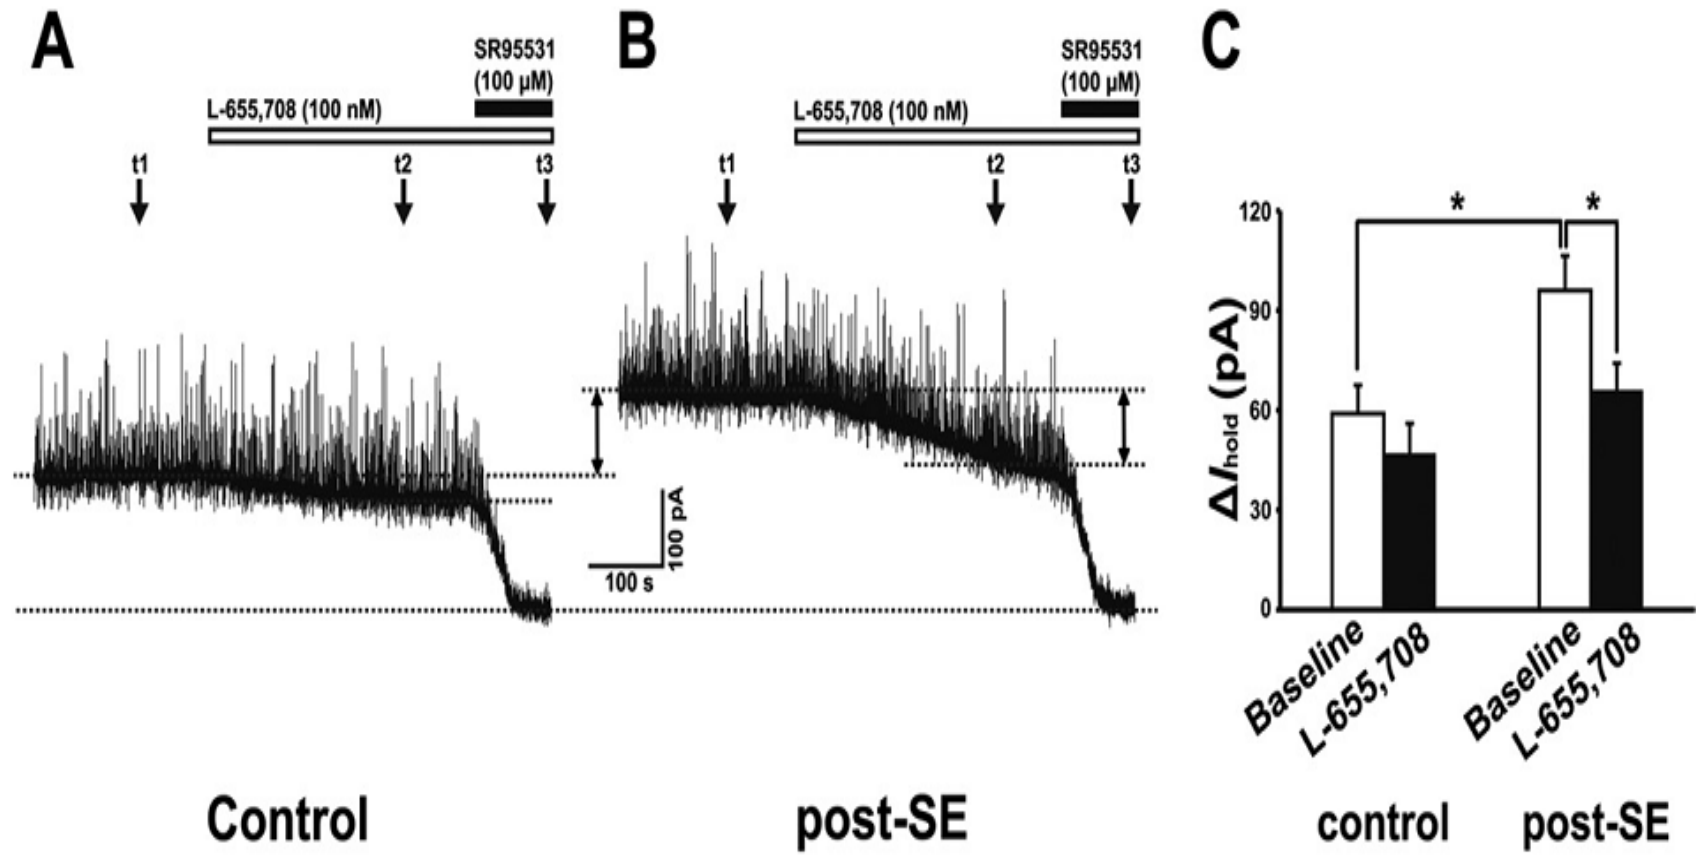 A
SR95531
(100 µM)
L-655,708 (100 nM)
t1
t2
t3
100 pA
100 s
Control
B
SR95531
(100 µM)
L-655,708 (100 nM)
t1
t2
t3
post-SE
C
*
*
120
90
60
30
0
ΔIhold (pA)
Baseline
L-655,708
Baseline
L-655,708
control
post-SE